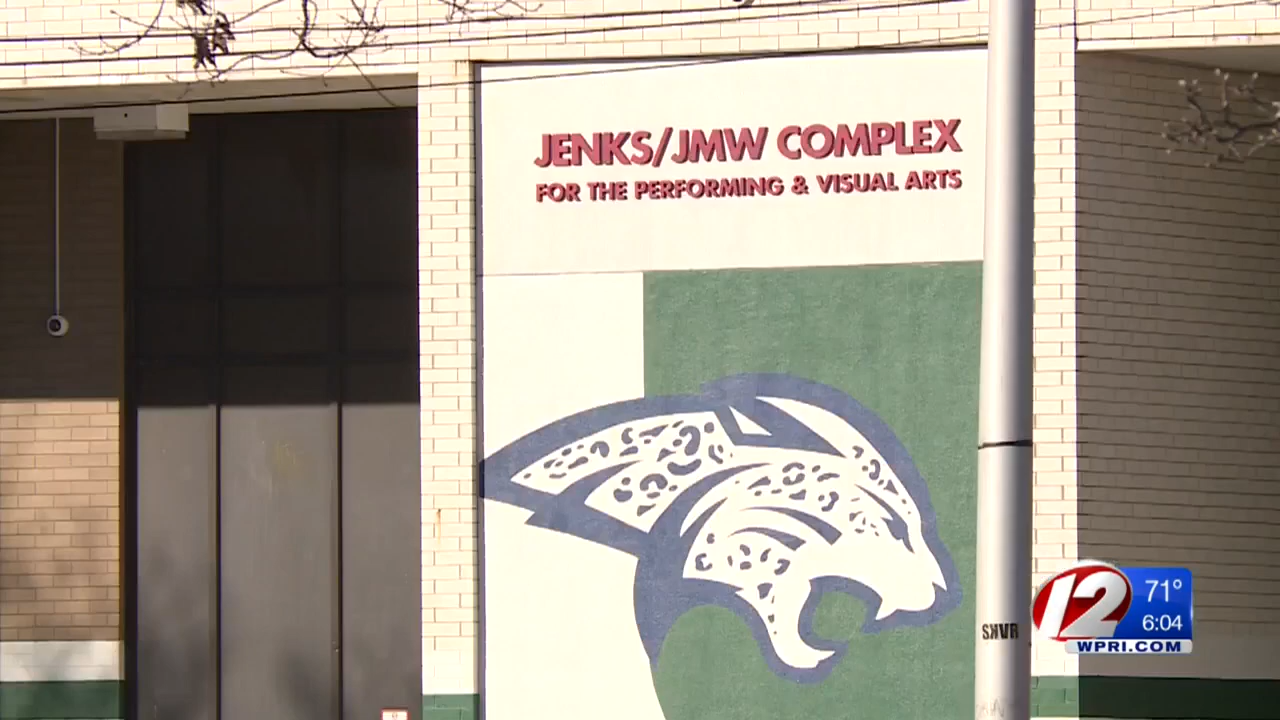 JENKS/JMW COMPLEX
FOR THE PERFORMING & VISUAL ARTS
SKVR
12
71°
6:04
WPRI.COM